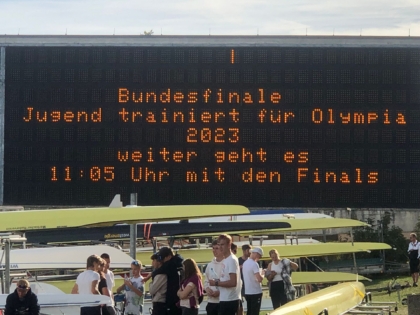 Bundesfinale
Jugend trainiert für Olympia
2023
weiter geht es
11:05 Uhr mit den Finals